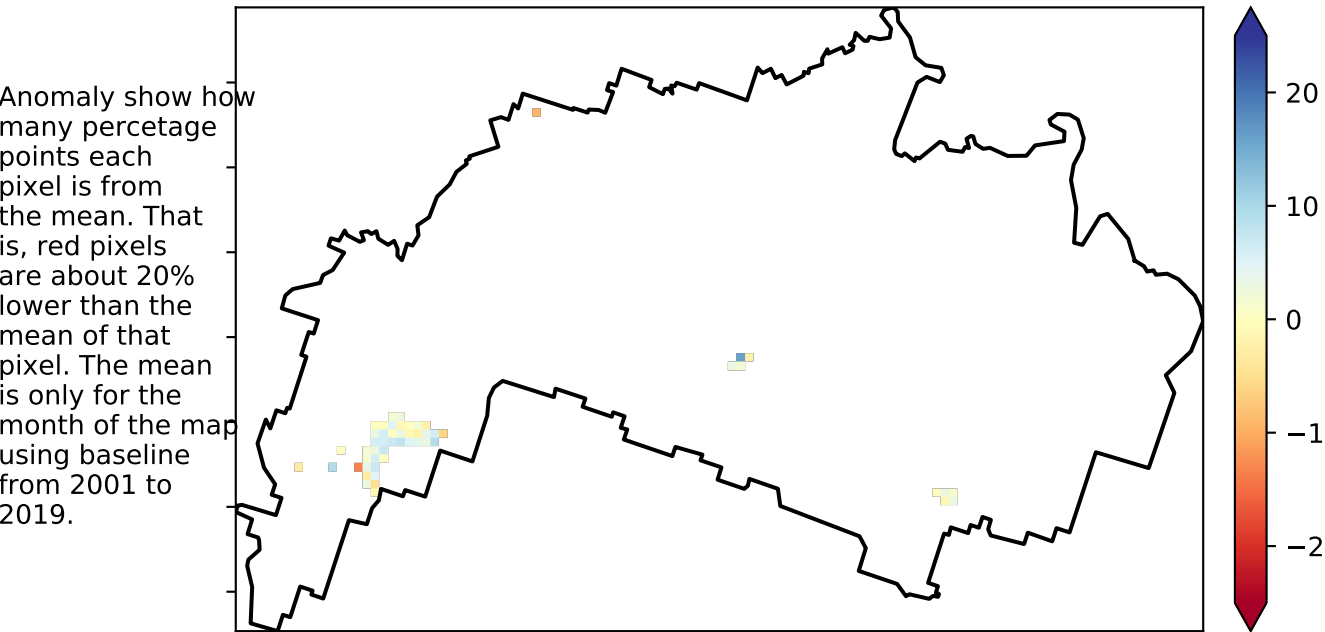 Anomaly show how
many percetage
points each
pixel is from
the mean. That
is, red pixels
are about 20%
lower than the
mean of that
pixel. The mean
is only for the
month of the map
using baseline
from 2001 to
2019.
20
10
0
−1
−2